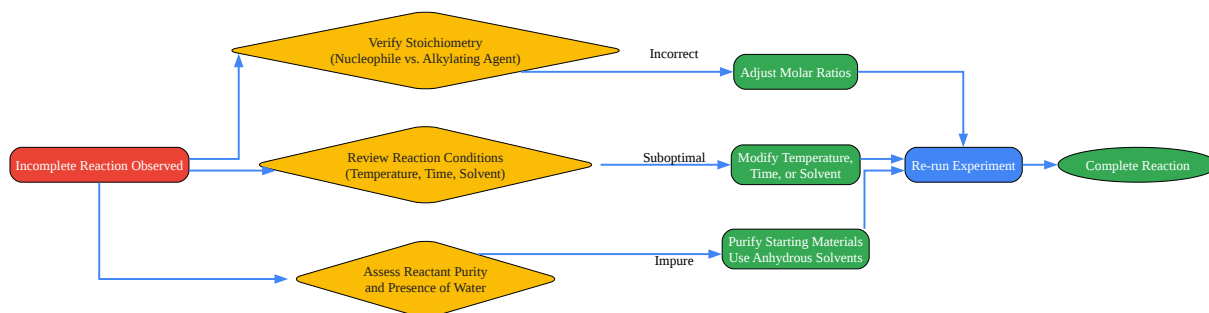 Verify Stoichiometry
(Nucleophile vs. Alkylating Agent)
Incorrect
Adjust Molar Ratios
Incomplete Reaction Observed
Review Reaction Conditions
(Temperature, Time, Solvent)
Suboptimal
Modify Temperature,
Time, or Solvent
Re-run Experiment
Complete Reaction
Assess Reactant Purity
and Presence of Water
Impure
Purify Starting Materials
Use Anhydrous Solvents